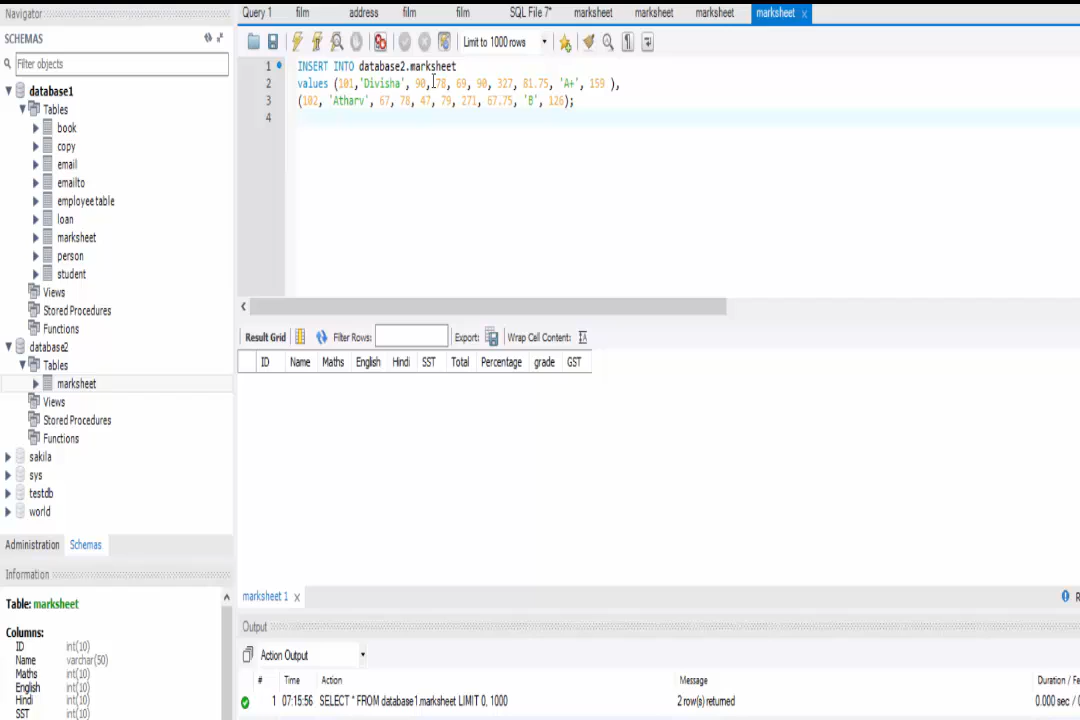 Navigator
Query 1 film address film film SQL File 7* marksheet marksheet marksheet marksheet x
SCHEMAS
Filter objects
Limit to 1000 rows
database1
Tables
book
copy
email
emailto
employee table
loan
marksheet
person
student
Views
Stored Procedures
Functions
database2
Tables
marksheet
Views
Stored Procedures
Functions
sakila
sys
testdb
world
1 INSERT INTO database2.marksheet
2 values (101,'Divisha', 90, 78, 69, 90, 327, 81.75, 'A+', 159 ),
3 (102, 'Atharv', 67, 78, 47, 79, 271, 67.75, 'B', 126);
4
Result Grid Filter Rows: Export: Wrap Cell Content:
ID Name Maths English Hindi SST Total Percentage grade GST
Administration Schemas
Information
Table: marksheet
Columns:
ID int(10)
Name varchar(50)
Maths int(10)
English int(10)
Hindi int(10)
SST int(10)
marksheet 1 x
Output
Action Output
# Time Action Message Duration / Fe
1 07:15:56 SELECT * FROM database1.marksheet LIMIT 0, 1000 2 row(s) returned 0.000 sec /